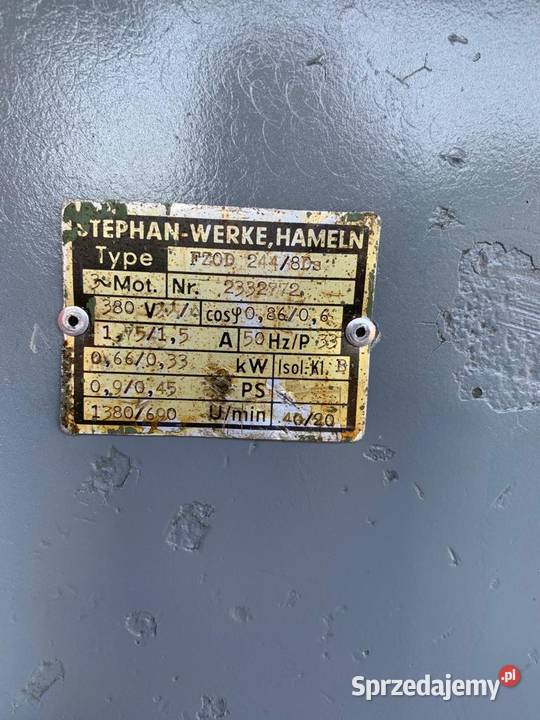 STEPHAN-WERKE, HAMELN
Type FZOD 244/8Ds
Mot. Nr. 2332772
380 V cosφ 0,86/0,6
1,75/1,5 A 50 Hz/P 33
0,66/0,33 kW Isol.-Kl. B
0,9/0,45 PS
1380/690 U/min 40/20
Sprzedajemy.pl